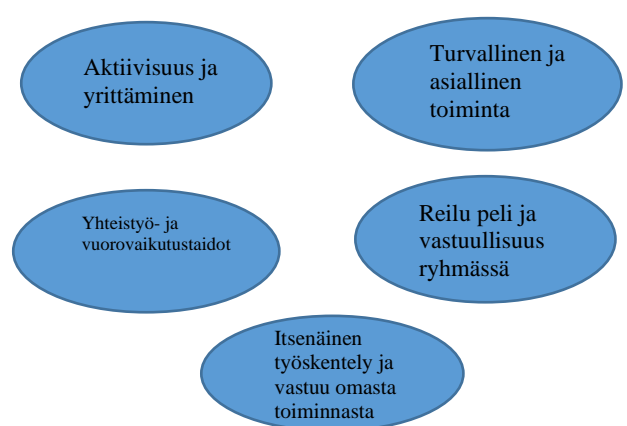 Aktiivisuus ja
yrittäminen
Turvallinen ja
asiallinen
toiminta
Yhteistyö- ja
vuorovaikutustaidot
Reilu peli ja
vastuullisuus
ryhmässä
Itsenäinen
työskentely ja
vastuu omasta
toiminnasta